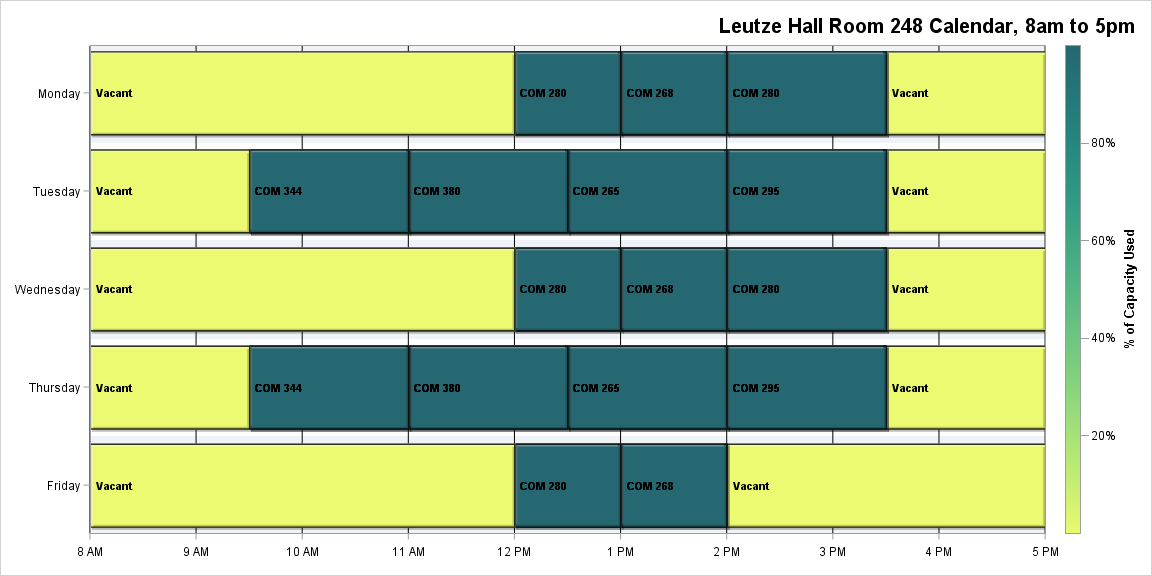 Leutze Hall Room 248 Calendar, 8am to 5pm
Monday
Vacant
COM 280
COM 268
COM 280
Vacant
Tuesday
Vacant
COM 344
COM 380
COM 265
COM 295
Vacant
Wednesday
Vacant
COM 280
COM 268
COM 280
Vacant
Thursday
Vacant
COM 344
COM 380
COM 265
COM 295
Vacant
Friday
Vacant
COM 280
COM 268
Vacant
8 AM
9 AM
10 AM
11 AM
12 PM
1 PM
2 PM
3 PM
4 PM
5 PM
80%
60%
40%
20%
% of Capacity Used